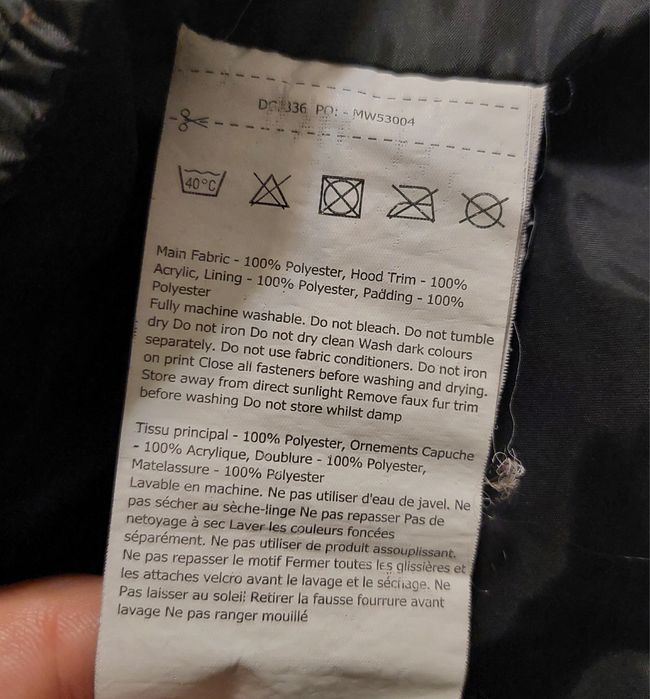 PO: - MW53004
40°C
Main Fabric - 100% Polyester, Hood Trim - 100%
Acrylic, Lining - 100% Polyester, Padding - 100%
Polyester
Fully machine washable. Do not bleach. Do not tumble
dry Do not iron Do not dry clean Wash dark colours
separately. Do not use fabric conditioners. Do not iron
on print Close all fasteners before washing and drying.
Store away from direct sunlight Remove faux fur trim
before washing Do not store whilst damp
Tissu principal - 100% Polyester, Ornements Capuche
- 100% Acrylique, Doublure - 100% Polyester,
Matelassure - 100% Polyester
Lavable en machine. Ne pas utiliser d'eau de javel. Ne
pas sécher au sèche-linge Ne pas repasser Pas de
netoyage à sec Laver les couleurs foncées
séparément. Ne pas utiliser de produit assouplissant.
Ne pas repasser le motif Fermer toutes les glissières et
les attaches velcro avant le lavage et le séchage. Ne
Pas laisser au soleil Retirer la fausse fourrure avant
lavage Ne pas ranger mouillé